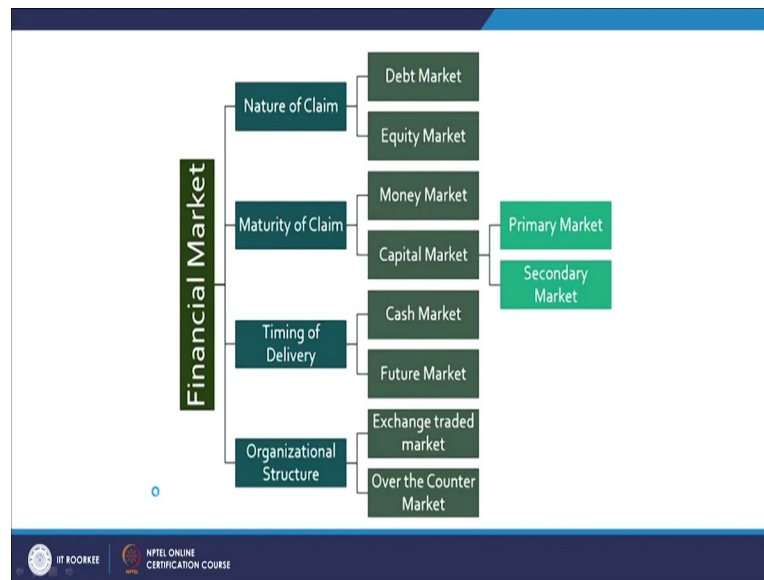 Financial Market
Nature of Claim
Debt Market
Equity Market
Maturity of Claim
Money Market
Capital Market
Primary Market
Secondary
Market
Timing of
Delivery
Cash Market
Future Market
Organizational
Structure
Exchange traded
market
Over the Counter
Market
IIT ROORKEE
NPTEL
NPTEL ONLINE
CERTIFICATION COURSE